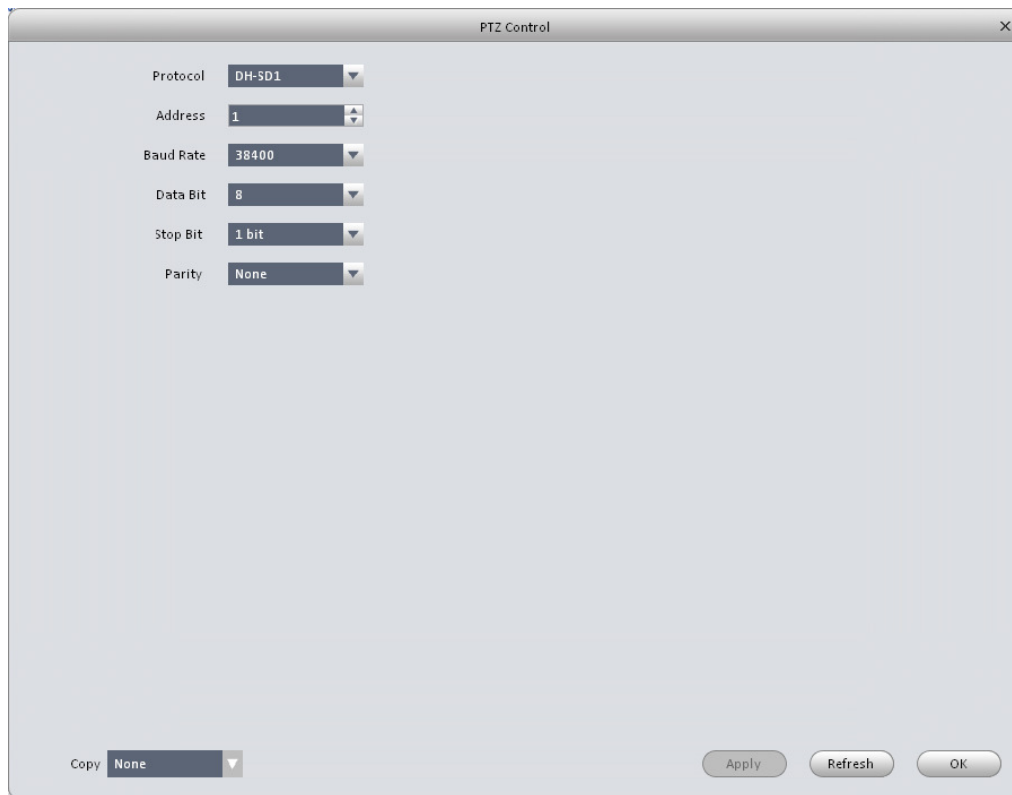 PTZ Control
Protocol DH-SD1
Address 1
Baud Rate 38400
Data Bit 8
Stop Bit 1 bit
Parity None
Copy None Apply Refresh OK